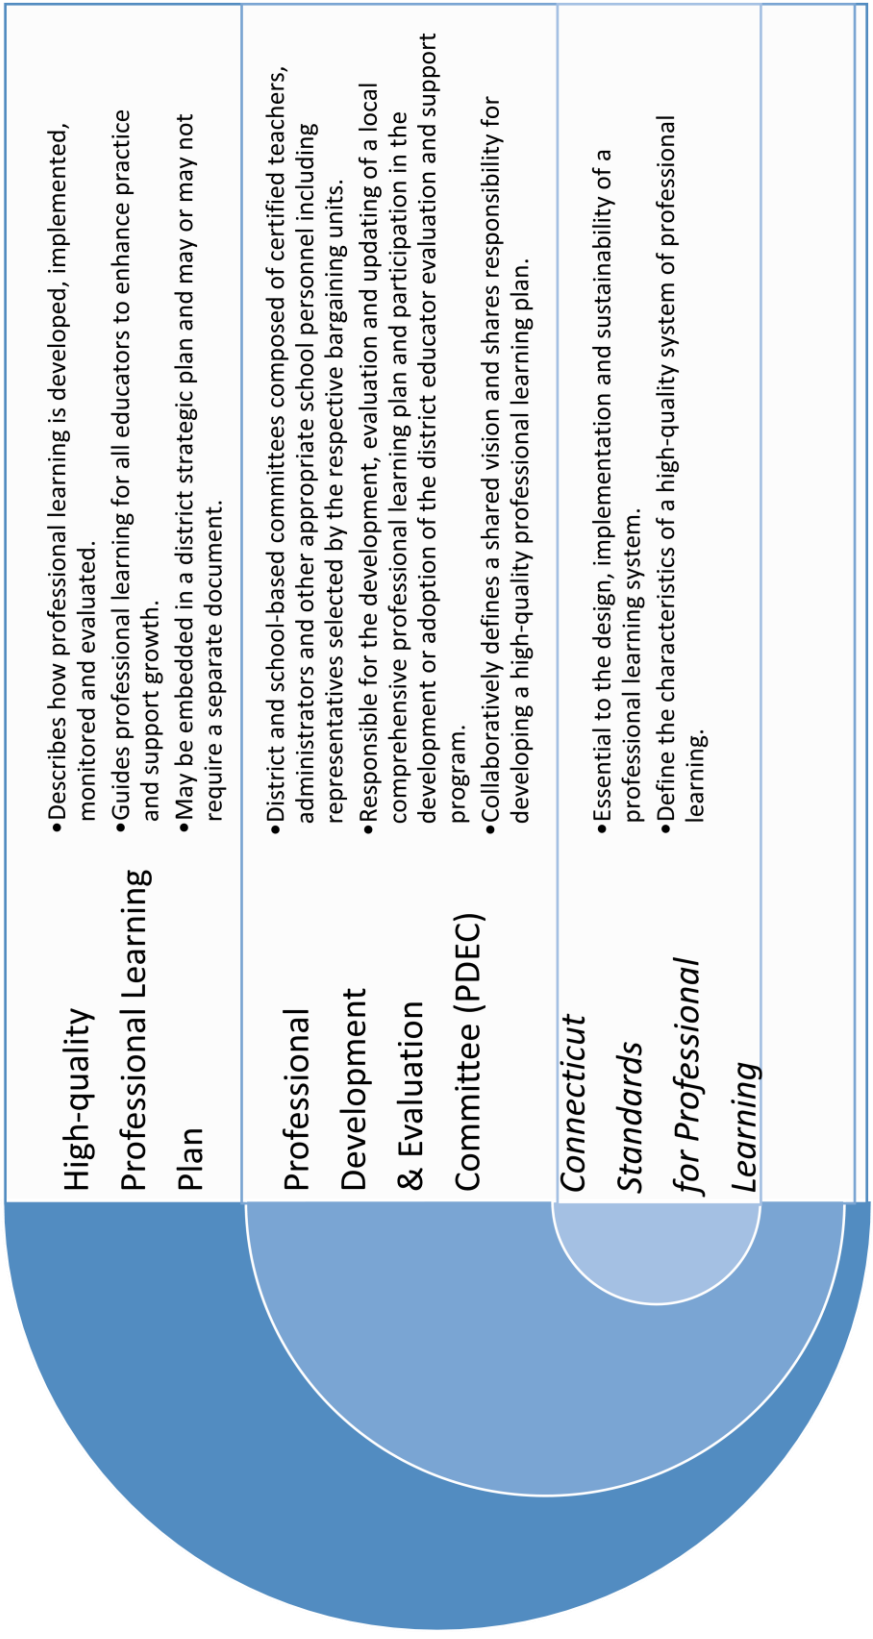 High-quality
Professional Learning
Plan
•Describes how professional learning is developed, implemented,
monitored and evaluated.
•Guides professional learning for all educators to enhance practice
and support growth.
•May be embedded in a district strategic plan and may or may not
require a separate document.
Professional
Development
& Evaluation
Committee (PDEC)
•District and school-based committees composed of certified teachers,
administrators and other appropriate school personnel including
representatives selected by the respective bargaining units.
•Responsible for the development, evaluation and updating of a local
comprehensive professional learning plan and participation in the
development or adoption of the district educator evaluation and support
program.
•Collaboratively defines a shared vision and shares responsibility for
developing a high-quality professional learning plan.
Connecticut
Standards
for Professional
Learning
•Essential to the design, implementation and sustainability of a
professional learning system.
•Define the characteristics of a high-quality system of professional
learning.